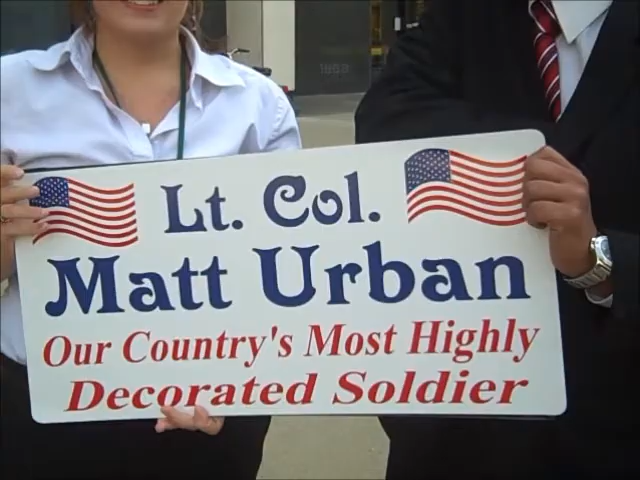 Lt. Col.
Matt Urban
Our Country's Most Highly
Decorated Soldier